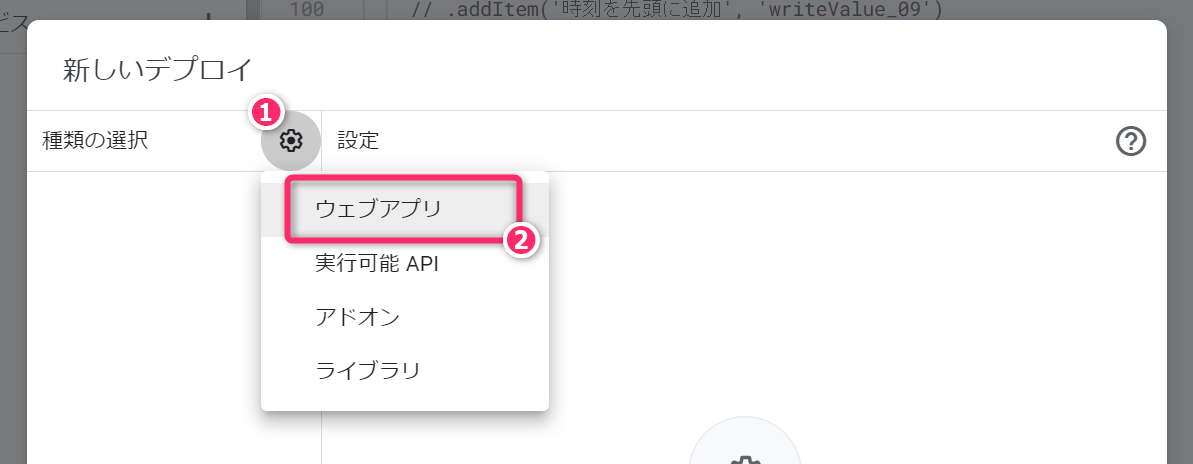 ビス
100 // .addItem('時刻を先頭に追加', 'writeValue_09')
新しいデプロイ
1
種類の選択
設定
ウェブアプリ
2
実行可能 API
アドオン
ライブラリ